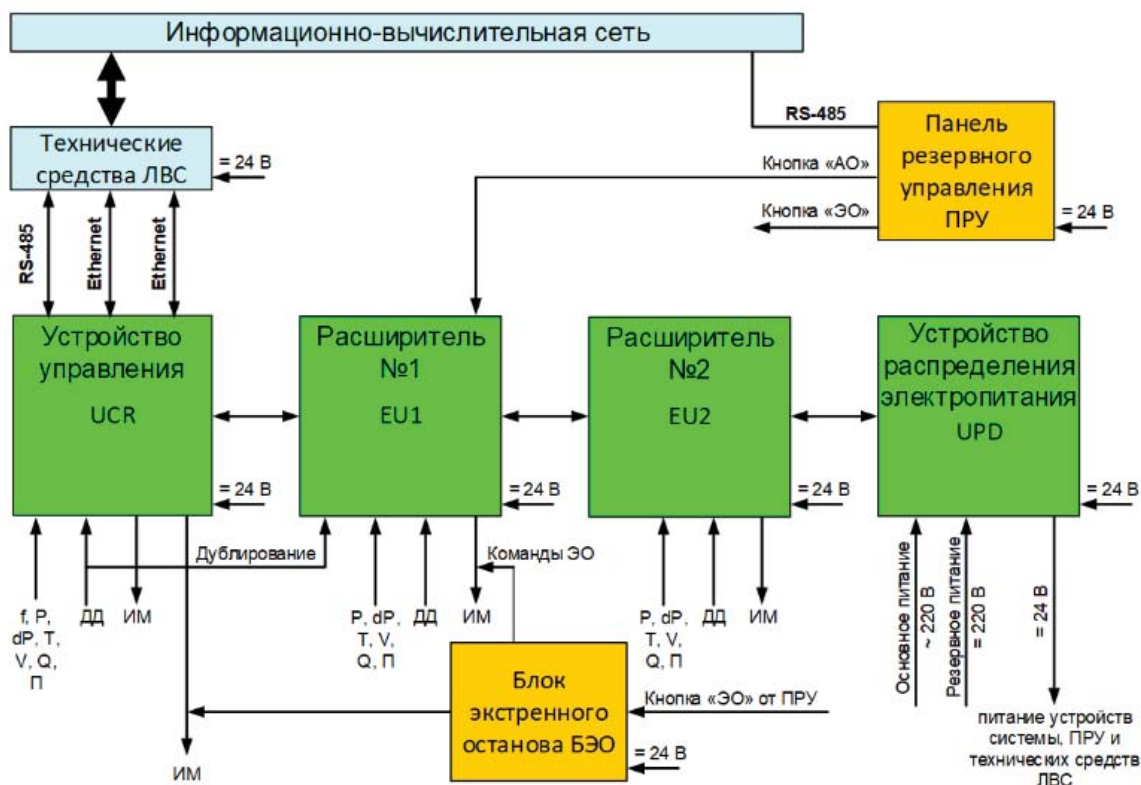 Информационно-вычислительная сеть
Технические
средства ЛВС
= 24 В
RS-485
Ethernet
Ethernet
RS-485
Панель
резервного
управления
ПРУ
Кнопка «АО»
Кнопка «ЭО»
= 24 В
Устройство
управления
UCR
Расширитель
№1
EU1
Расширитель
№2
EU2
Устройство
распределения
электропитания
UPD
= 24 В
= 24 В
= 24 В
= 24 В
Дублирование
Команды ЭО
f, P,
dP, T,
V, Q,
П
ДД
ИМ
P, dP,
T, V,
Q, П
ДД
ИМ
P, dP,
T, V,
Q, П
ДД
ИМ
Основное питание
~ 220 В
Резервное питание
= 220 В
= 24 В
Блок
экстренного
останова БЭО
Кнопка «ЭО» от ПРУ
= 24 В
ИМ
питание устройств
системы, ПРУ и
технических средств
ЛВС